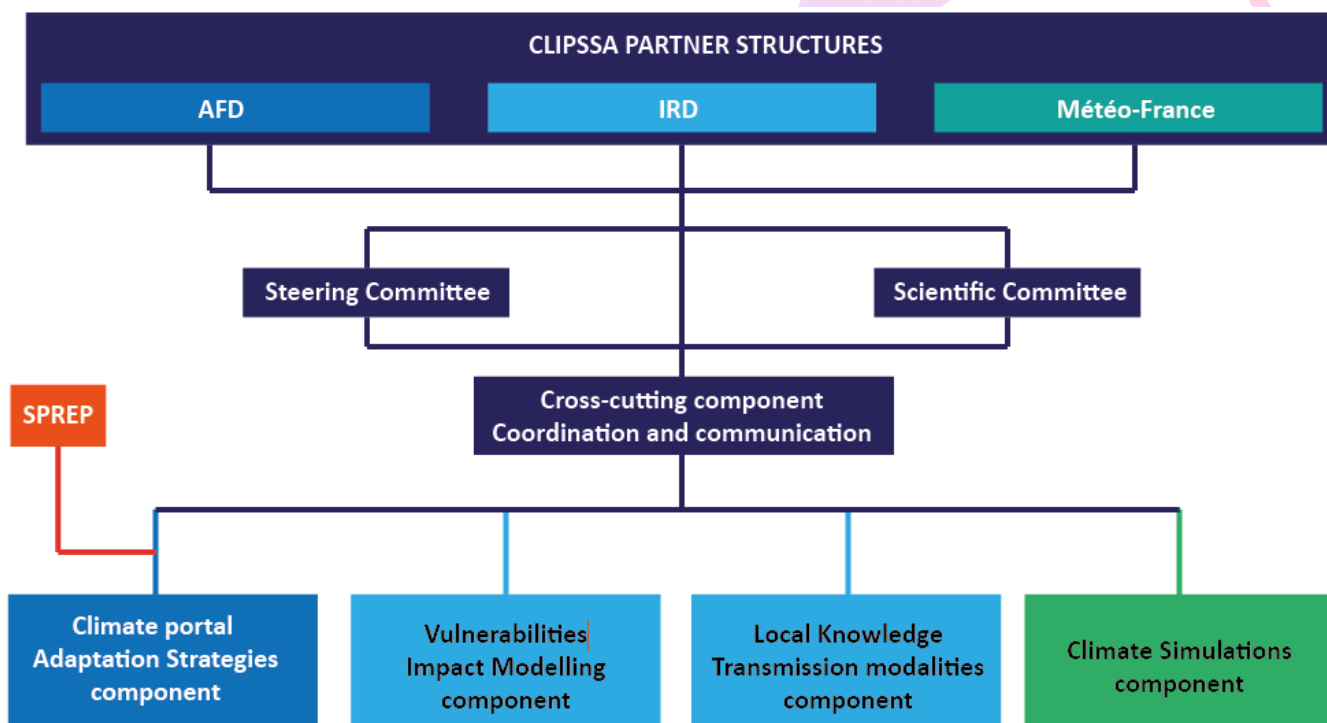 CLIPSSA PARTNER STRUCTURES
AFD
IRD
Météo-France
Steering Committee
Scientific Committee
Cross-cutting component
Coordination and communication
SPREP
Climate portal
Adaptation Strategies
component
Vulnerabilities
Impact Modelling
component
Local Knowledge
Transmission modalities
component
Climate Simulations
component